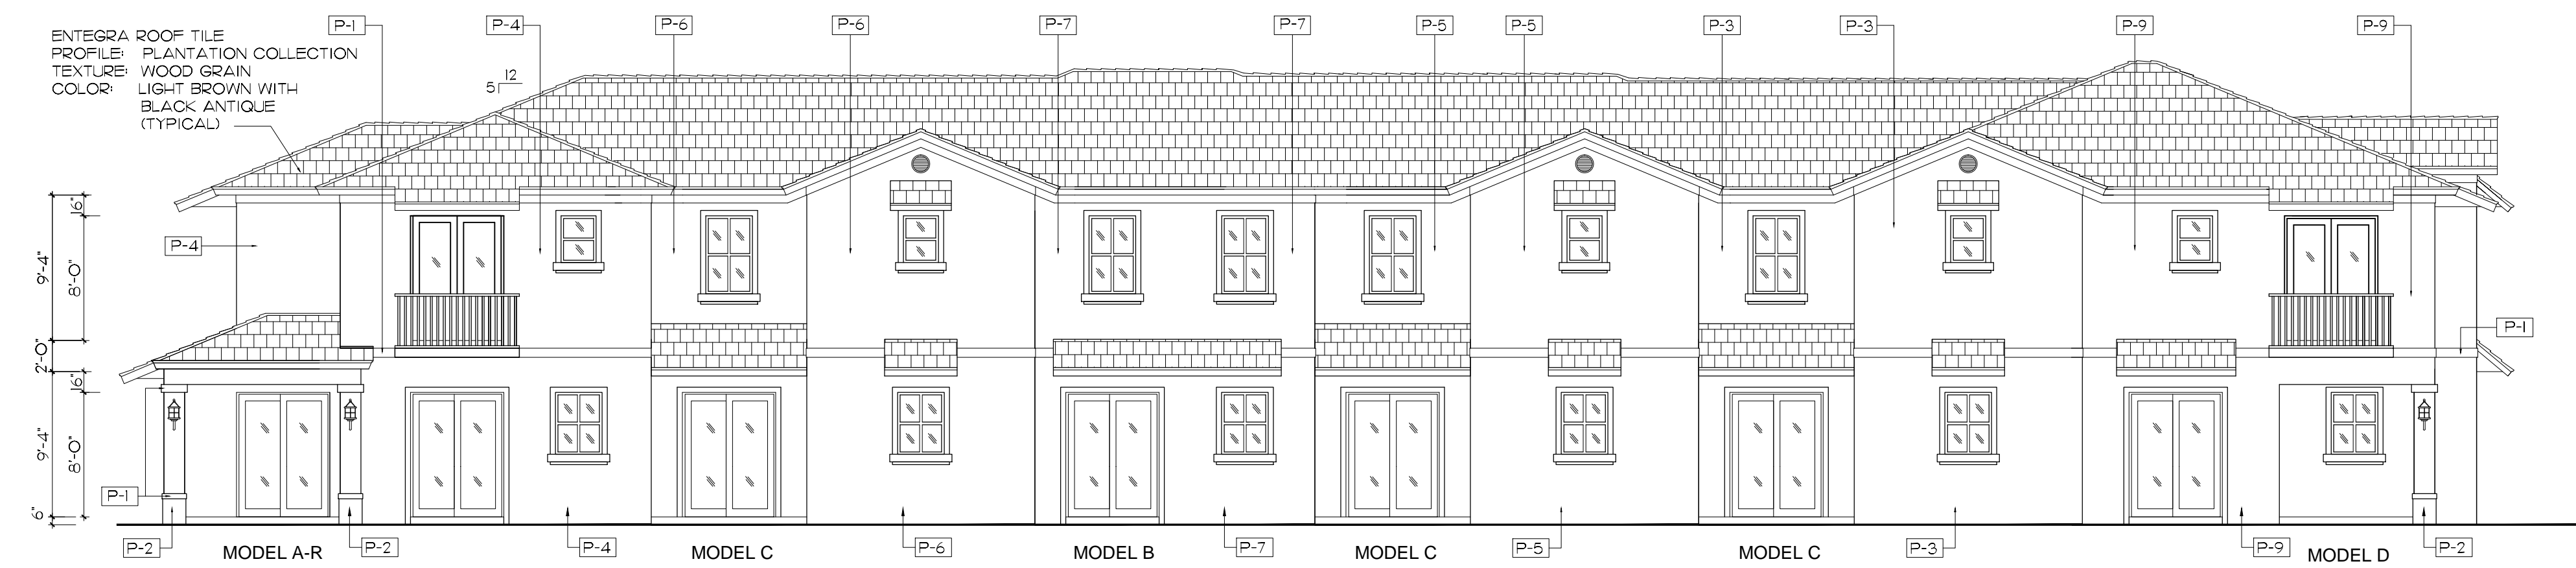 P-1
P-4
P-6
P-6
P-7
P-7
P-5
P-5
P-3
P-3
P-9
P-9
ENTEGRA ROOF TILE
PROFILE: PLANTATION COLLECTION
TEXTURE: WOOD GRAIN
COLOR: LIGHT BROWN WITH
BLACK ANTIQUE
(TYPICAL)
12
5
16"
P-4
9'-4"
8'-0"
P-1
2'-0"
16"
9'-4"
8'-0"
P-1
6"
P-2
MODEL A-R
P-2
P-4
MODEL C
P-6
MODEL B
P-7
MODEL C
P-5
MODEL C
P-3
P-9
MODEL D
P-2